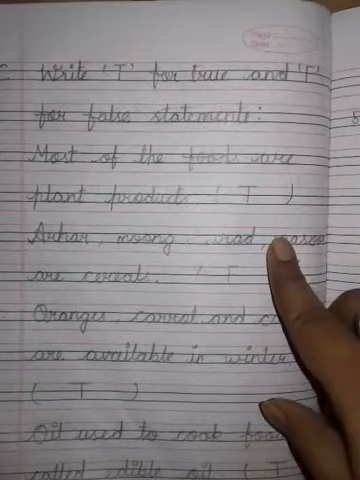 C. Write 'T' for true and 'F'
for false statements:
Most of the foods are
plant products. ( T )
Arhar, moong, urad,
are cereals. (
Oranges, carrot and
are available in winter.
( T )
Oil used to cook food
called edible oil. ( T